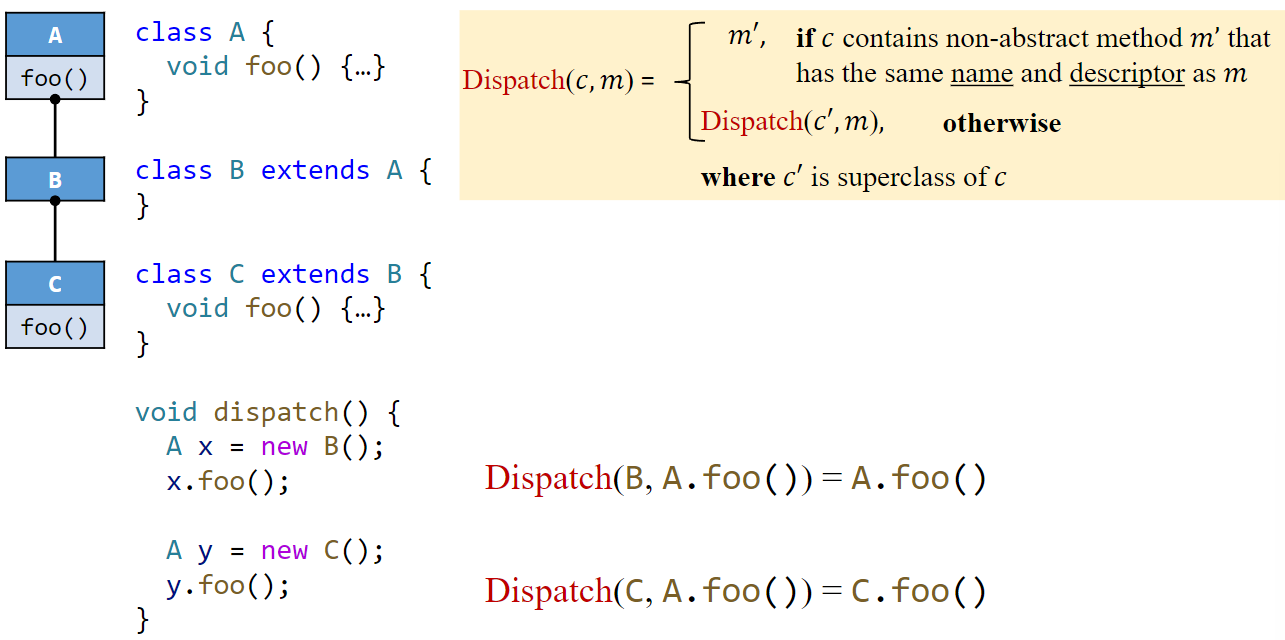 A
foo()
B
C
foo()
class A {
void foo() {…}
}
class B extends A {
}
class C extends B {
void foo() {…}
}
void dispatch() {
A x = new B();
x.foo();
A y = new C();
y.foo();
}
Dispatch(c, m) =
m′, if c contains non-abstract method m′ that
has the same name and descriptor as m
Dispatch(c′, m), otherwise
where c′ is superclass of c
Dispatch(B, A.foo()) = A.foo()
Dispatch(C, A.foo()) = C.foo()